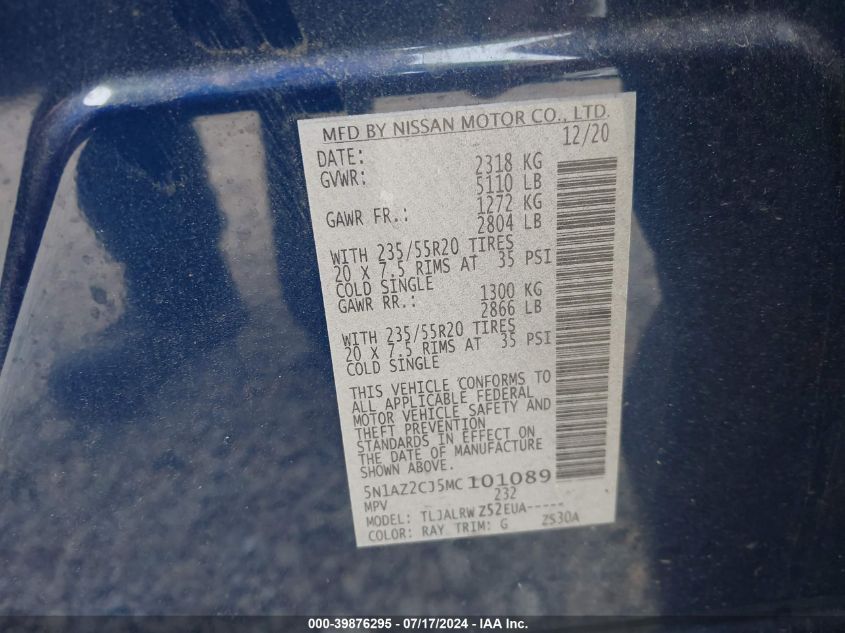 MFD BY NISSAN MOTOR CO., LTD.
DATE: 12/20
GVWR: 2318 KG
5110 LB
GAWR FR.: 1272 KG
2804 LB
WITH 235/55R20 TIRES
20 X 7.5 RIMS AT 35 PSI
COLD SINGLE
GAWR RR.: 1300 KG
2866 LB
WITH 235/55R20 TIRES
20 X 7.5 RIMS AT 35 PSI
COLD SINGLE
THIS VEHICLE CONFORMS TO
ALL APPLICABLE FEDERAL
MOTOR VEHICLE SAFETY AND
THEFT PREVENTION
STANDARDS IN EFFECT ON
THE DATE OF MANUFACTURE
SHOWN ABOVE.
5N1AZ2CJ5MC101089
MPV 232
MODEL: TLJALRW Z52EUA-----
COLOR: RAY TRIM: G ZS30A
000-39876295 - 07/17/2024 - IAA Inc.